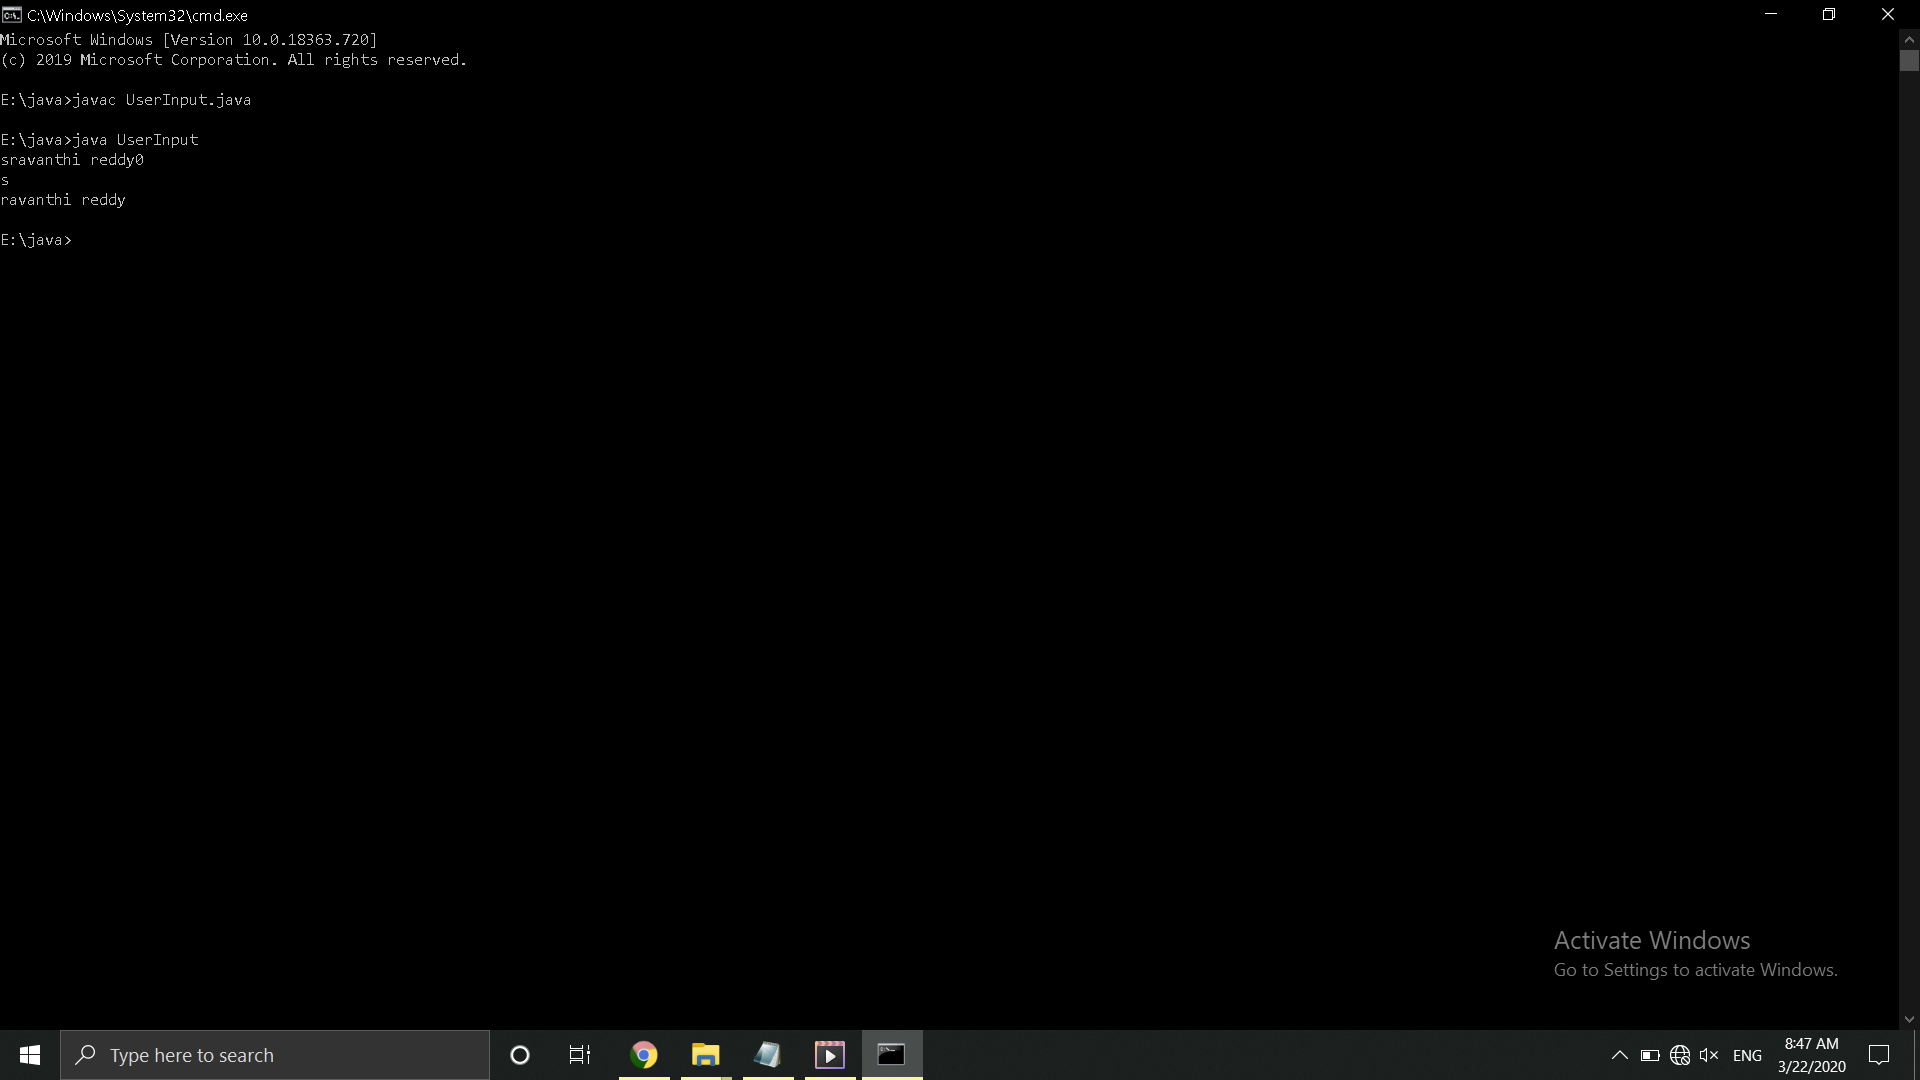 C:\Windows\System32\cmd.exe
Microsoft Windows [Version 10.0.18363.720]
(c) 2019 Microsoft Corporation. All rights reserved.
E:\java>javac UserInput.java
E:\java>java UserInput
sravanthi reddy0
s
ravanthi reddy
E:\java>
Activate Windows
Go to Settings to activate Windows.
Type here to search
ENG
8:47 AM
3/22/2020